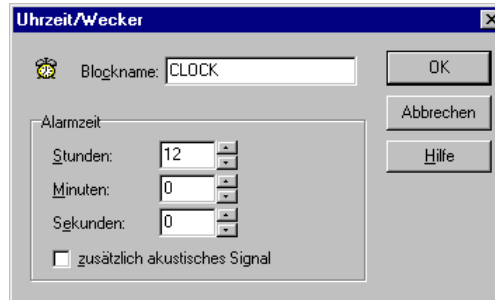 Uhrzeit/Wecker
Blockname: CLOCK
OK
Abbrechen
Hilfe
Alarmzeit
Stunden: 12
Minuten: 0
Sekunden: 0
zusätzlich akustisches Signal